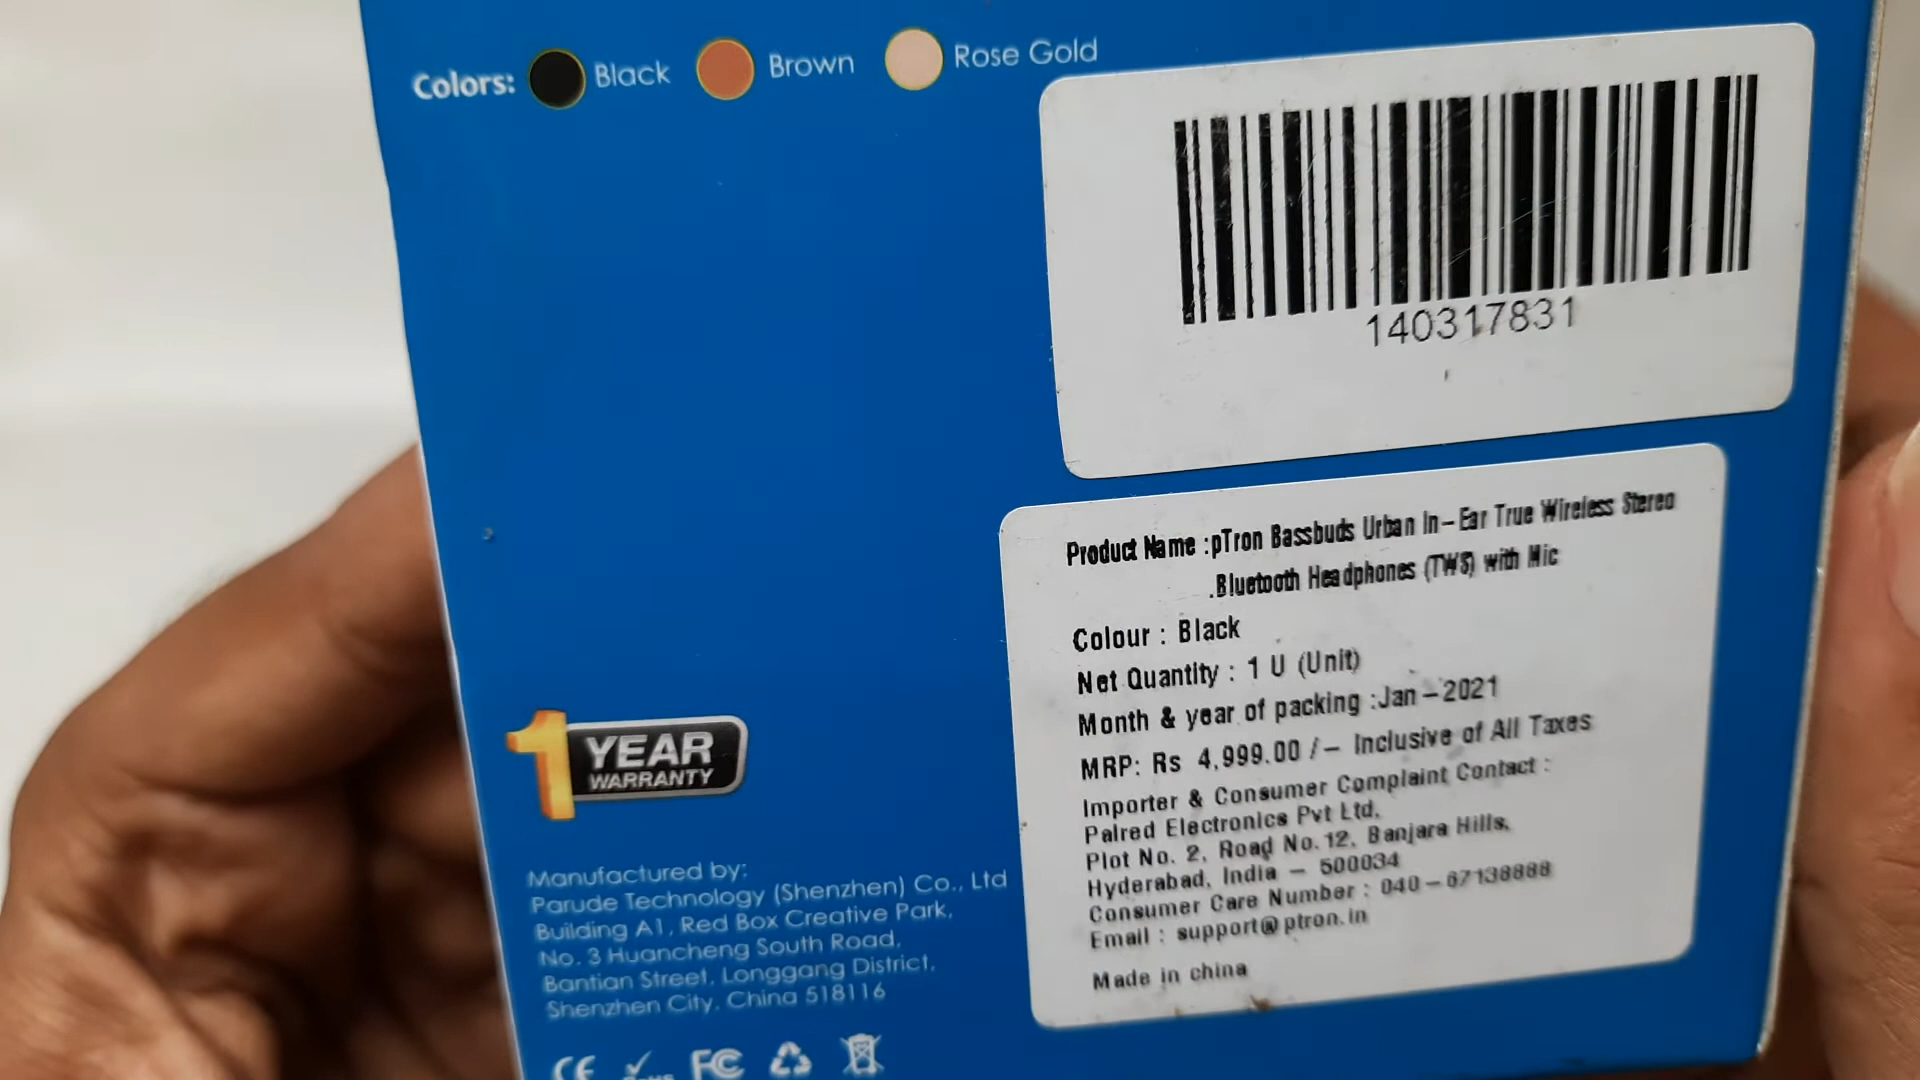 Colors: Black Brown Rose Gold
140317831
Product Name :pTron Bassbuds Urban In-Ear True Wireless Stereo
.Bluetooth Headphones (TWS) with Mic
Colour : Black
Net Quantity : 1 U (Unit)
Month & year of packing :Jan-2021
MRP: Rs 4,999.00 /- Inclusive of All Taxes
Importer & Consumer Complaint Contact :
Palred Electronics Pvt Ltd,
Plot No. 2, Road No.12, Banjara Hills,
Hyderabad, India - 500034
Consumer Care Number : 040-67138888
Email : support@ptron.in
Made in china
1 YEAR
WARRANTY
Manufactured by:
Parude Technology (Shenzhen) Co., Ltd
Building A1, Red Box Creative Park,
No. 3 Huancheng South Road,
Bantian Street, Longgang District,
Shenzhen City, China 518116
CE FC